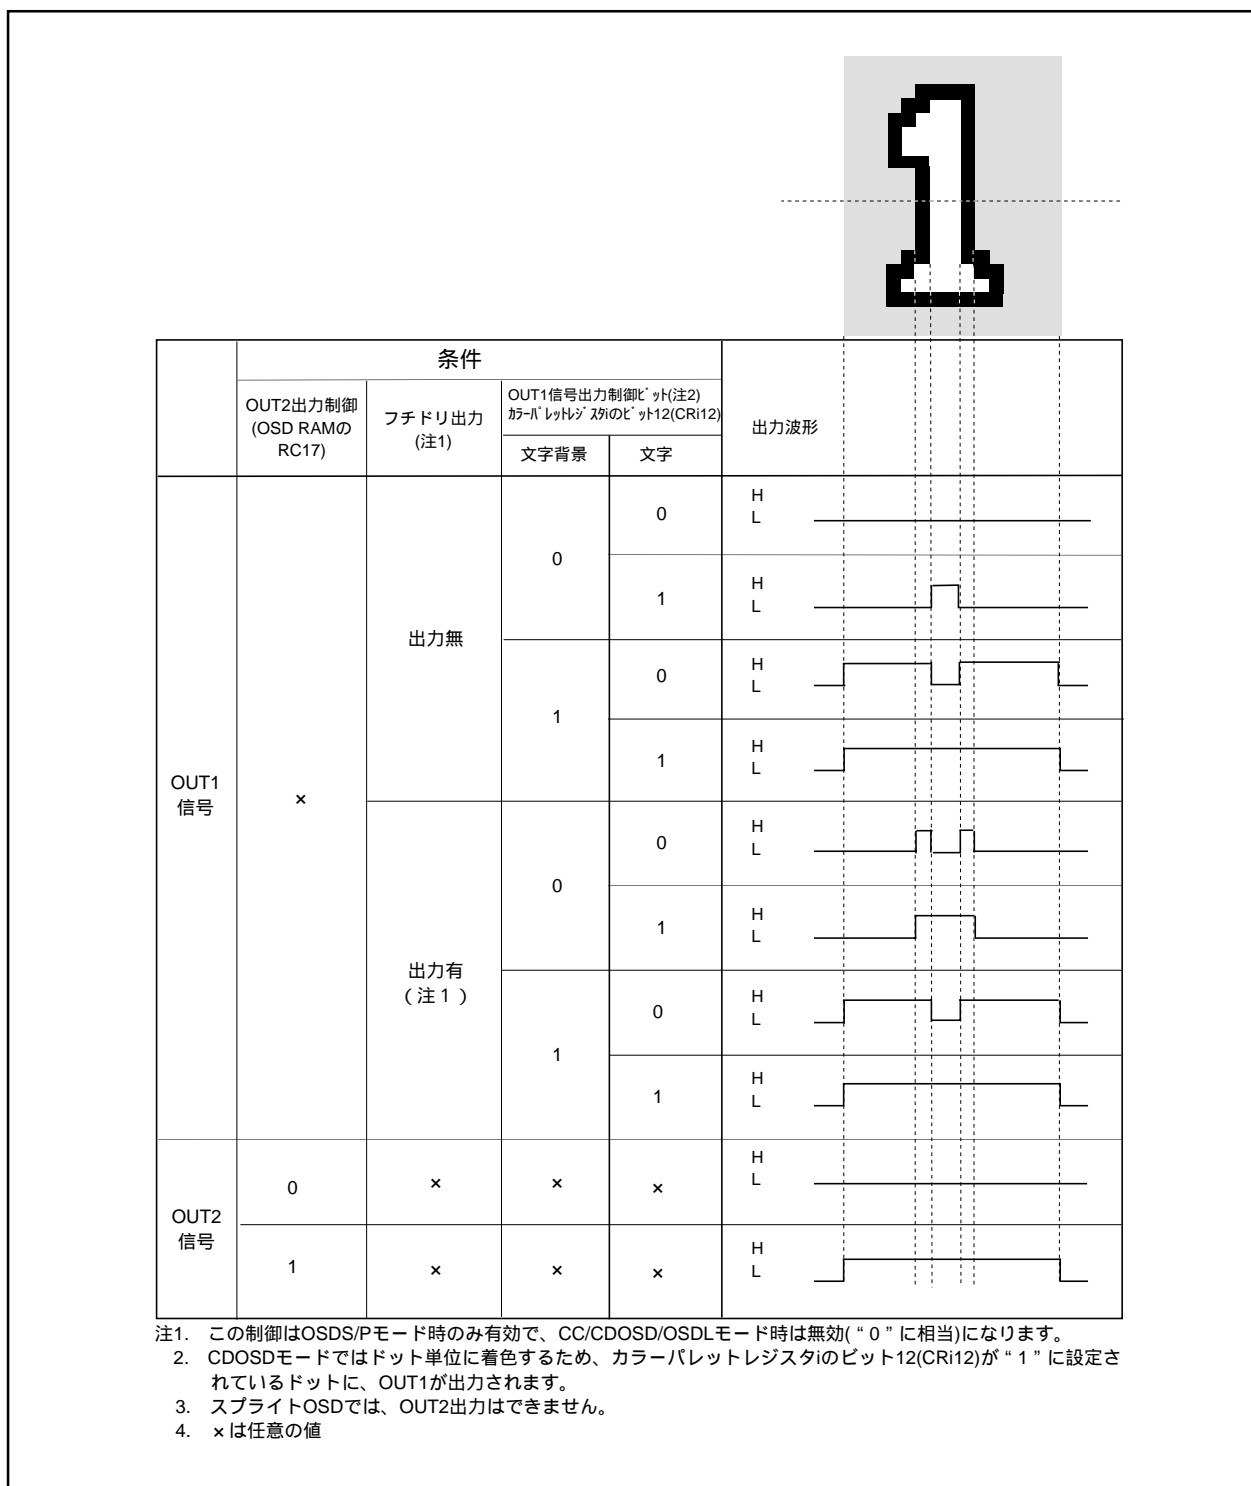 条件
OUT2出力制御
(OSD RAMの
RC17)
フチドリ出力
(注1)
OUT1信号出力制御ﾋﾞｯﾄ(注2)
ｶﾗｰﾊﾟﾚｯﾄﾚｼﾞｽﾀiのﾋﾞｯﾄ12(CRi12)
文字背景
文字
出力波形
OUT1
信号
×
出力無
0
0
H
L
1
H
L
1
0
H
L
1
H
L
出力有
(注1)
0
0
H
L
1
H
L
1
0
H
L
1
H
L
OUT2
信号
0
×
×
×
H
L
1
×
×
×
H
L
注1. この制御はOSDS/Pモード時のみ有効で、CC/CDOSD/OSDLモード時は無効(“0”に相当)になります。
2. CDOSDモードではドット単位に着色するため、カラーパレットレジスタiのビット12(CRi12)が“1”に設定さ
れているドットに、OUT1が出力されます。
3. スプライトOSDでは、OUT2出力はできません。
4. ×は任意の値